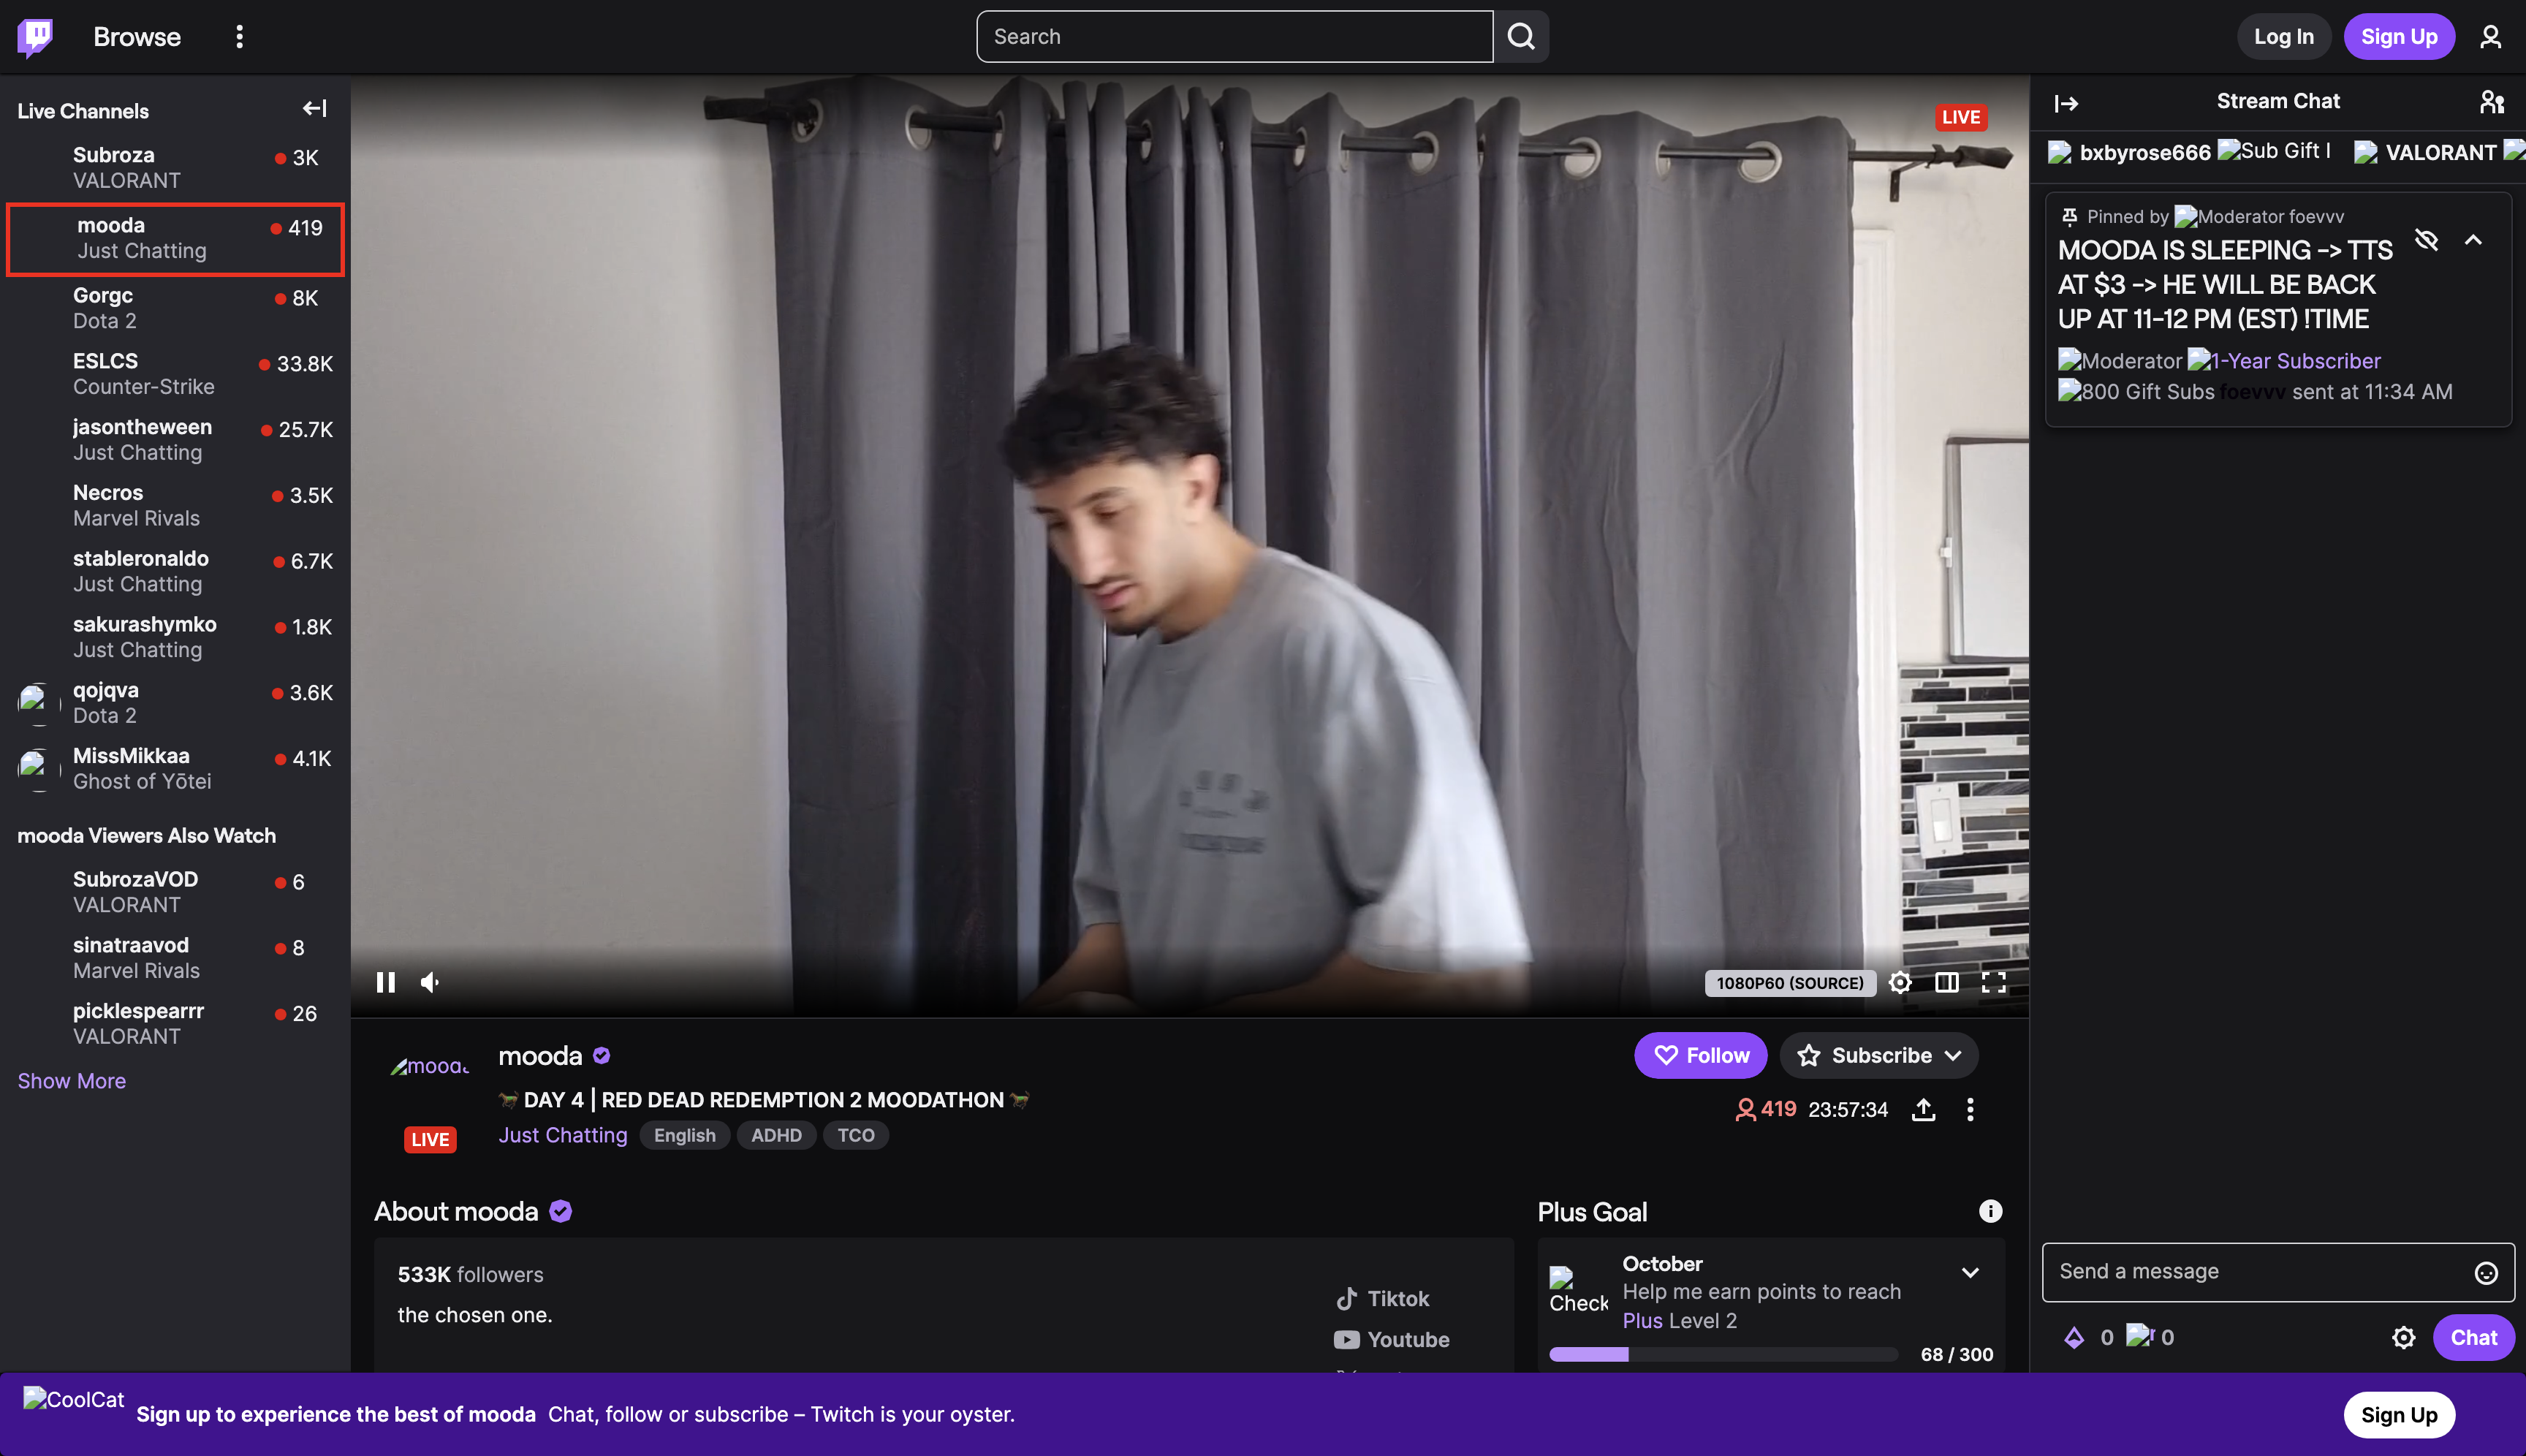 Browse
Search
Log In
Sign Up
Live Channels
Subroza
3K
VALORANT
mooda
419
Just Chatting
Gorgc
8K
Dota 2
ESLCS
33.8K
Counter-Strike
jasontheween
25.7K
Just Chatting
Necros
3.5K
Marvel Rivals
stableronaldo
6.7K
Just Chatting
sakurashymko
1.8K
Just Chatting
qojqva
3.6K
Dota 2
MissMikkaa
4.1K
Ghost of Yōtei
mooda Viewers Also Watch
SubrozaVOD
6
VALORANT
sinatraavod
8
Marvel Rivals
picklespearrr
26
VALORANT
Show More
LIVE
1080P60 (SOURCE)
mooda
mooda
Follow
Subscribe
DAY 4 | RED DEAD REDEMPTION 2 MOODATHON
419 23:57:34
LIVE
Just Chatting English ADHD TCO
About mooda
533K followers
the chosen one.
Tiktok
Youtube
Plus Goal
October
Check
Help me earn points to reach
Plus Level 2
68 / 300
Stream Chat
bxbyrose666 Sub Gift VALORANT
Pinned by Moderator foevvv
MOODA IS SLEEPING -> TTS
AT $3 -> HE WILL BE BACK
UP AT 11-12 PM (EST) !TIME
Moderator 1-Year Subscriber
800 Gift Subs foevvv sent at 11:34 AM
Send a message
0 0
Chat
CoolCat
Sign up to experience the best of mooda Chat, follow or subscribe – Twitch is your oyster.
Sign Up